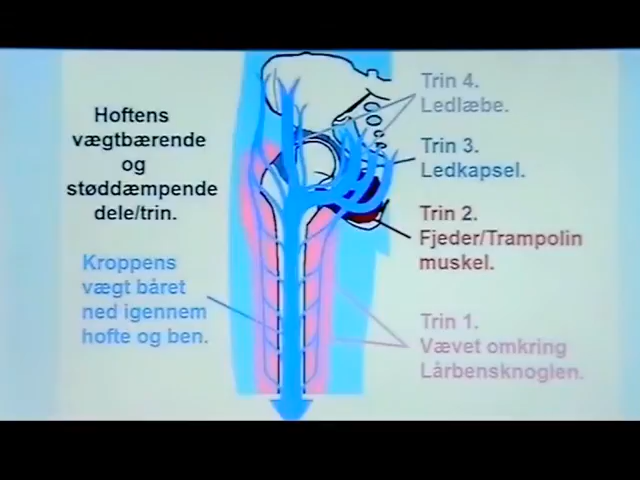 Hoftens
vægtbærende
og
støddæmpende
dele/trin.
Kroppens
vægt båret
ned igennem
hofte og ben.
Trin 4.
Ledlæbe.
Trin 3.
Ledkapsel.
Trin 2.
Fjeder/Trampolin
muskel.
Trin 1.
Vævet omkring
Lårbensknoglen.